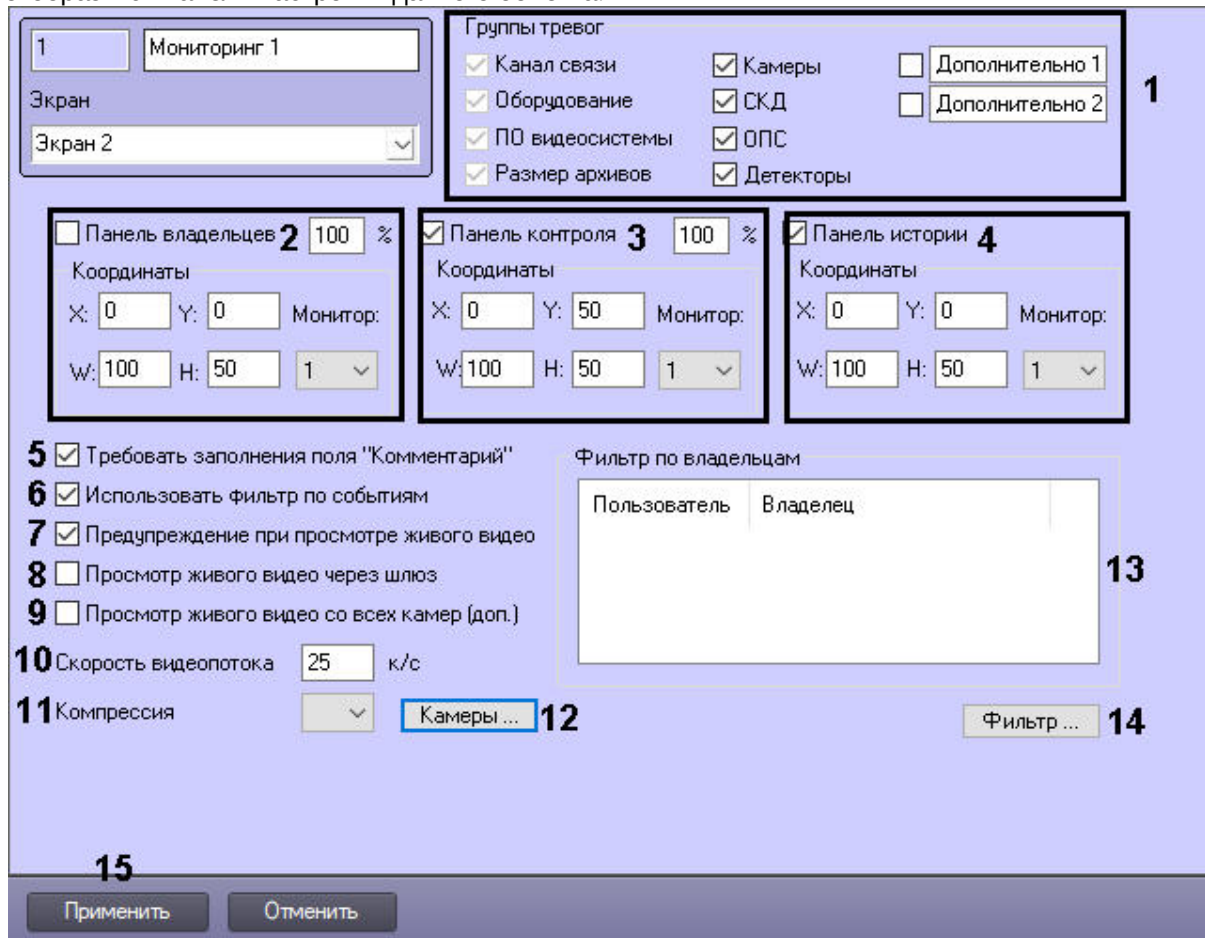 1 Мониторинг 1
Экран
Экран 2
Группы тревог
Канал связи Камеры Дополнительно 1
Оборудование СКД Дополнительно 2
ПО видеосистемы ОПС
Размер архивов Детекторы
1
Панель владельцев 2 100 %
Координаты
X: 0 Y: 0 Монитор:
W: 100 H: 50 1
Панель контроля 3 100 %
Координаты
X: 0 Y: 50 Монитор:
W: 100 H: 50 1
Панель истории 4
Координаты
X: 0 Y: 0 Монитор:
W: 100 H: 50 1
5 Требовать заполнения поля "Комментарий"
6 Использовать фильтр по событиям
7 Предупреждение при просмотре живого видео
8 Просмотр живого видео через шлюз
9 Просмотр живого видео со всех камер (доп.)
10 Скорость видеопотока 25 к/с
11 Компрессия Камеры ... 12
Фильтр по владельцам
Пользователь Владелец
13
Фильтр ... 14
15
Применить Отменить